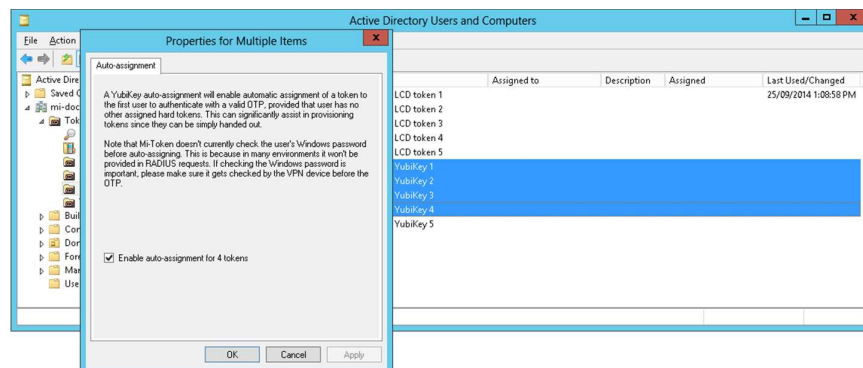 Active Directory Users and Computers
File Action
Properties for Multiple Items
Auto-assignment
A YubiKey auto-assignment will enable automatic assignment of a token to
the first user to authenticate with a valid OTP, provided that user has no
other assigned hard tokens. This can significantly assist in provisioning
tokens since they can be simply handed out.
Note that Mi-Token doesn't currently check the user's Windows password
before auto-assigning. This is because in many environments it won't be
provided in RADIUS requests. If checking the Windows password is
important, please make sure it gets checked by the VPN device before the
OTP.
Enable auto-assignment for 4 tokens
OK Cancel Apply
Active Dire
Saved
mi-doc
Tok
Buil
Cor
Dor
Fore
Mar
Use
Assigned to Description Assigned Last Used/Changed
LCD token 1 25/09/2014 1:08:58 PM
LCD token 2
LCD token 3
LCD token 4
LCD token 5
YubiKey 1
YubiKey 2
YubiKey 3
YubiKey 4
YubiKey 5